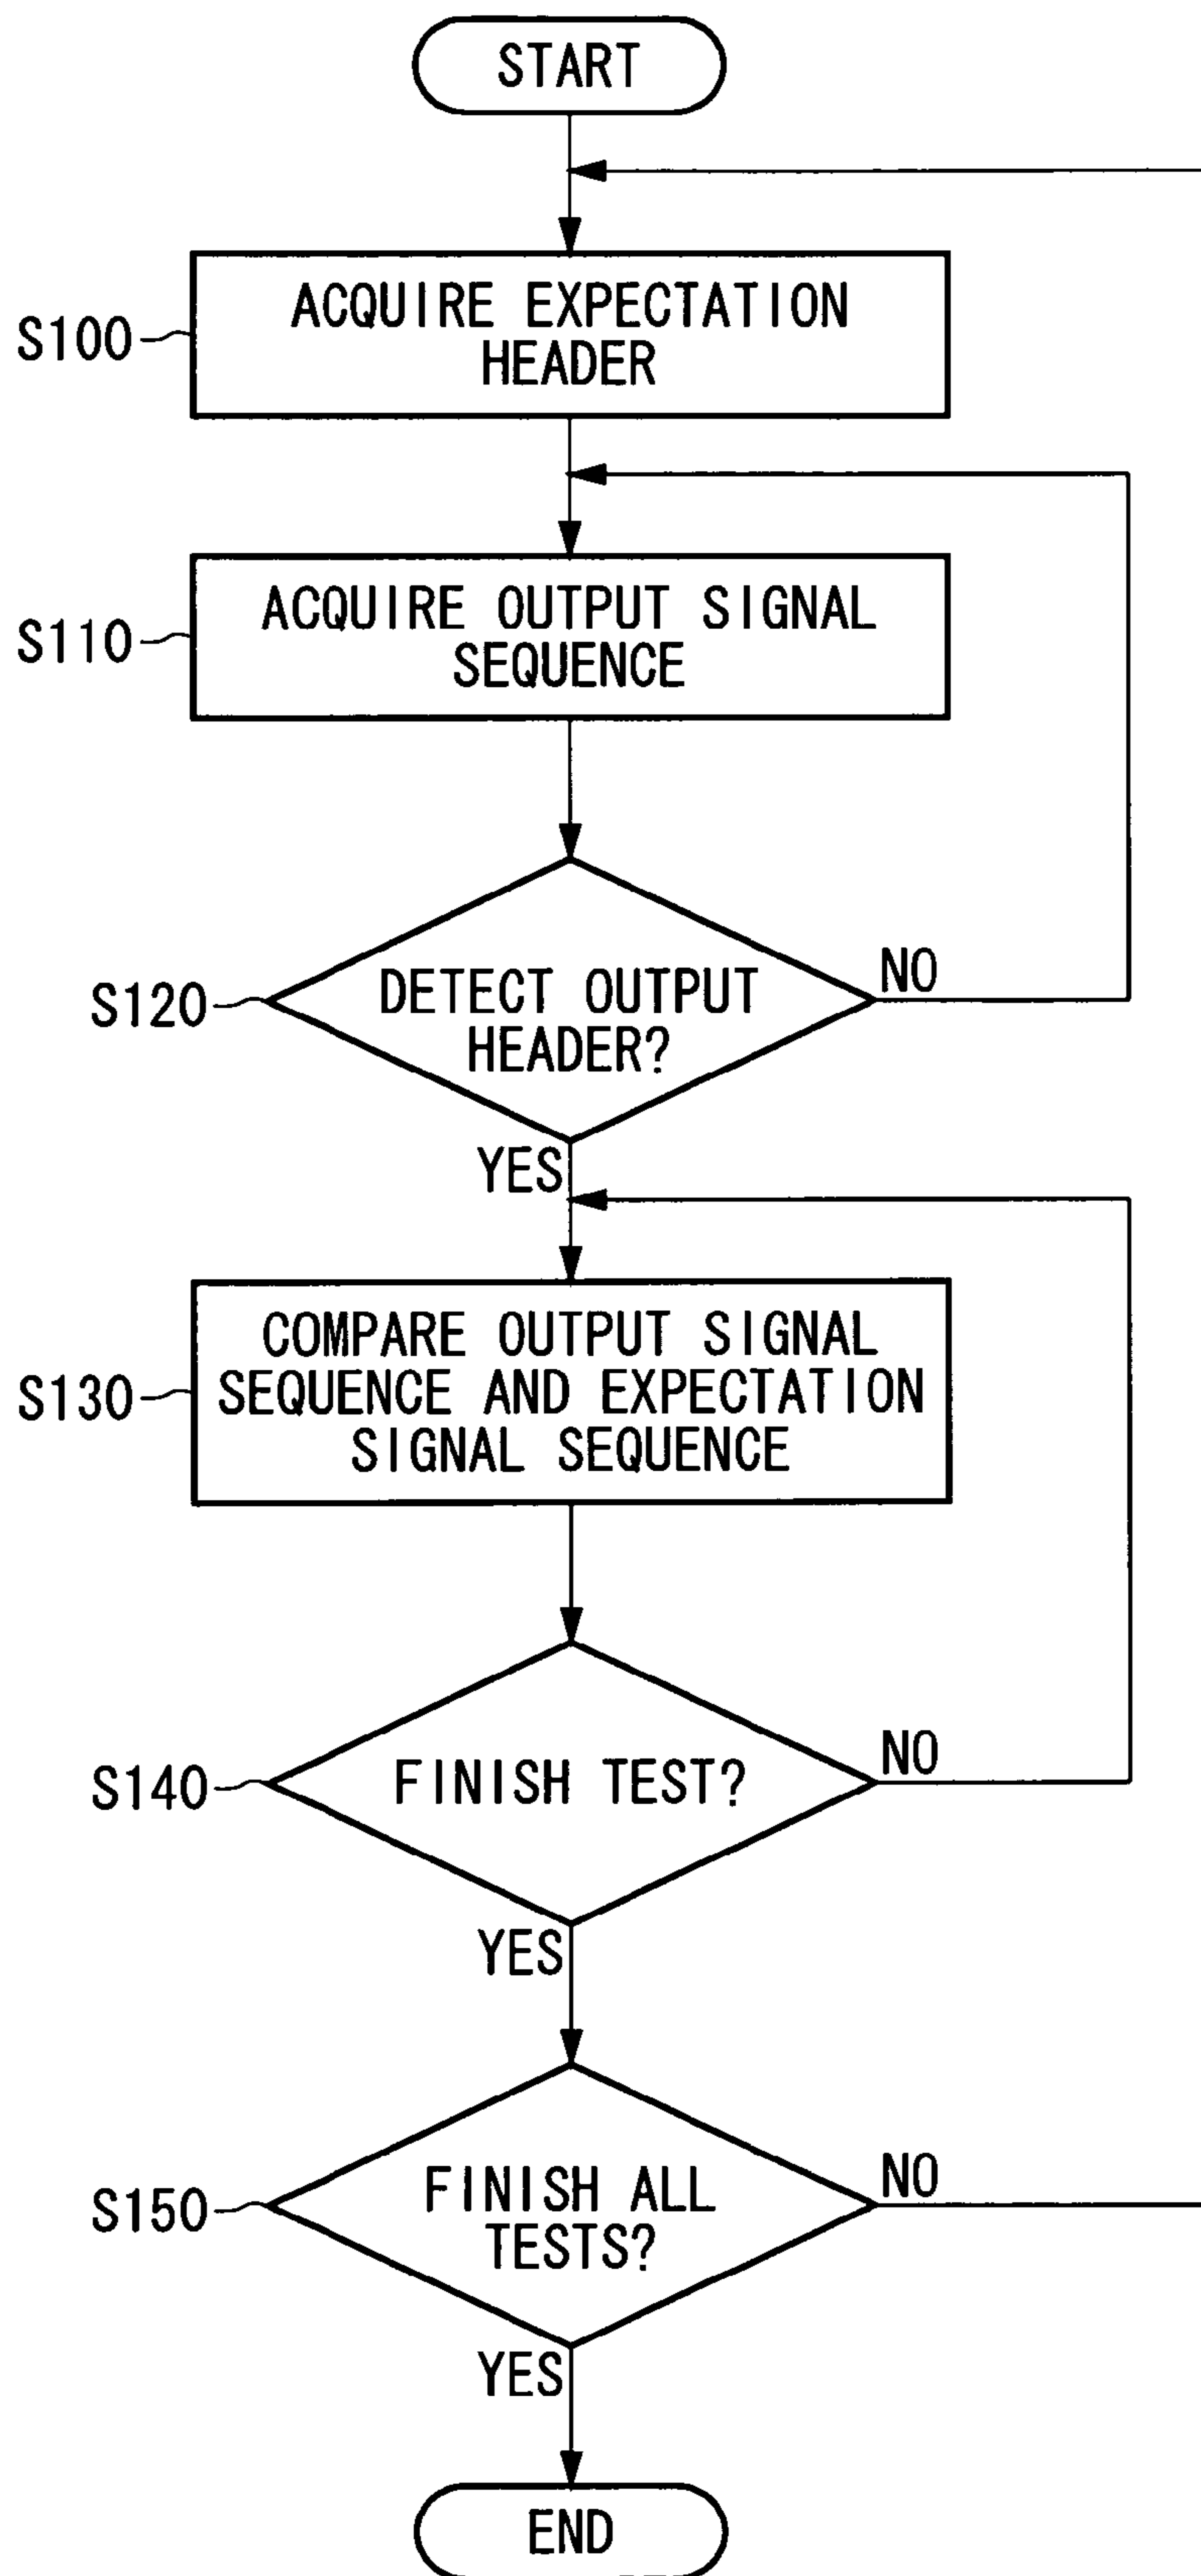 START
S100
ACQUIRE EXPECTATION
HEADER
S110
ACQUIRE OUTPUT SIGNAL
SEQUENCE
S120
DETECT OUTPUT
HEADER?
NO
YES
S130
COMPARE OUTPUT SIGNAL
SEQUENCE AND EXPECTATION
SIGNAL SEQUENCE
S140
FINISH TEST?
NO
YES
S150
FINISH ALL
TESTS?
NO
YES
END